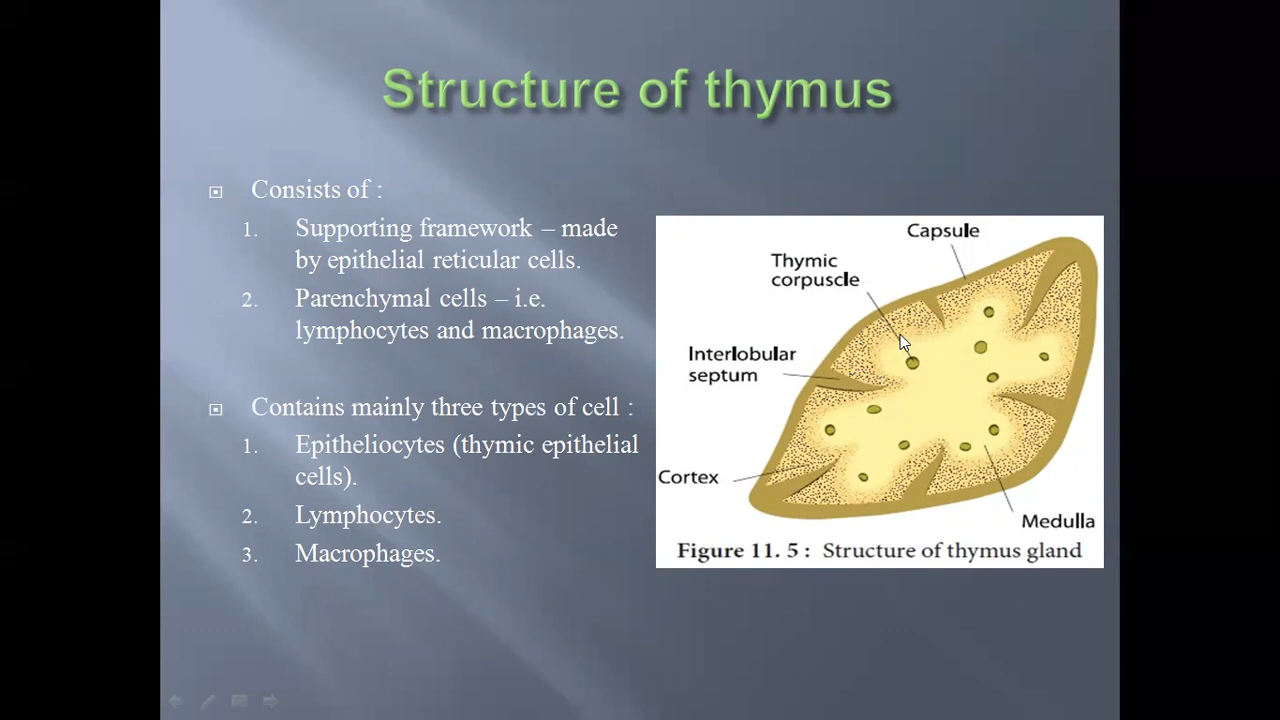 Structure of thymus
Consists of :
1. Supporting framework – made
by epithelial reticular cells.
2. Parenchymal cells – i.e.
lymphocytes and macrophages.
Contains mainly three types of cell :
1. Epitheliocytes (thymic epithelial
cells).
2. Lymphocytes.
3. Macrophages.
Capsule
Thymic
corpuscle
Interlobular
septum
Cortex
Medulla
Figure 11. 5 : Structure of thymus gland